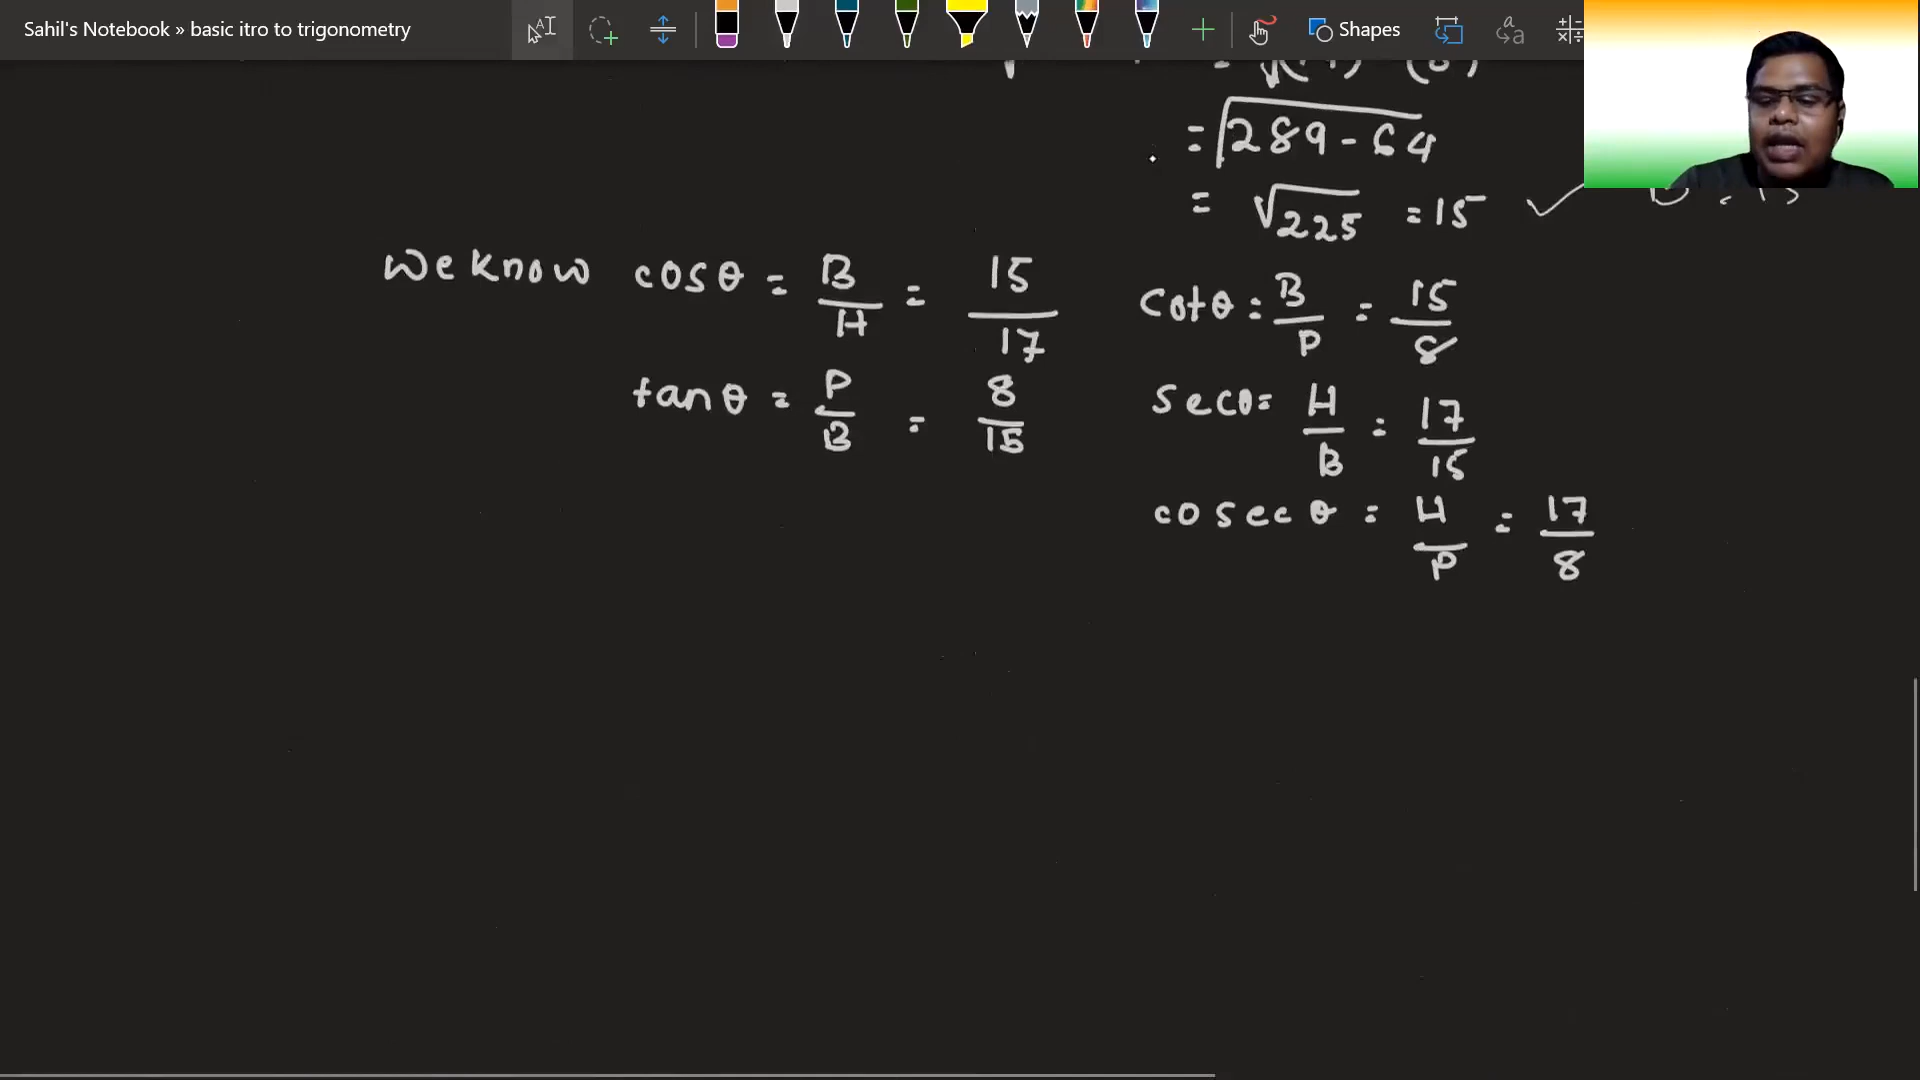 Sahil's Notebook » basic itro to trigonometry
Shapes
= √289 - 64
= √225 = 15 ✓
We know cosθ = B/H = 15/17
cotθ = B/P = 15/8
tanθ = P/B = 8/15
secθ = H/B = 17/15
cosecθ = H/P = 17/8